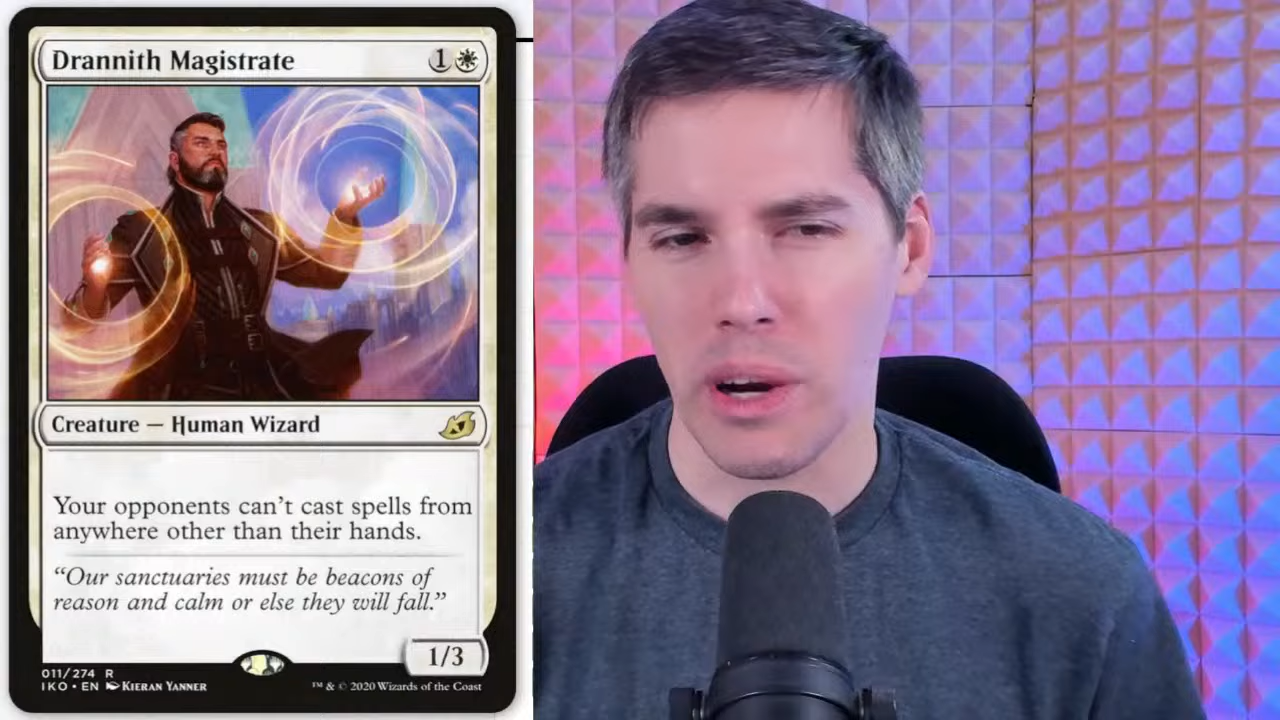 Drannith Magistrate 1
Creature — Human Wizard
Your opponents can't cast spells from
anywhere other than their hands.
“Our sanctuaries must be beacons of
reason and calm or else they will fall.”
1/3
011/274 R
IKO • EN KIERAN YANNER ™ & © 2020 Wizards of the Coast